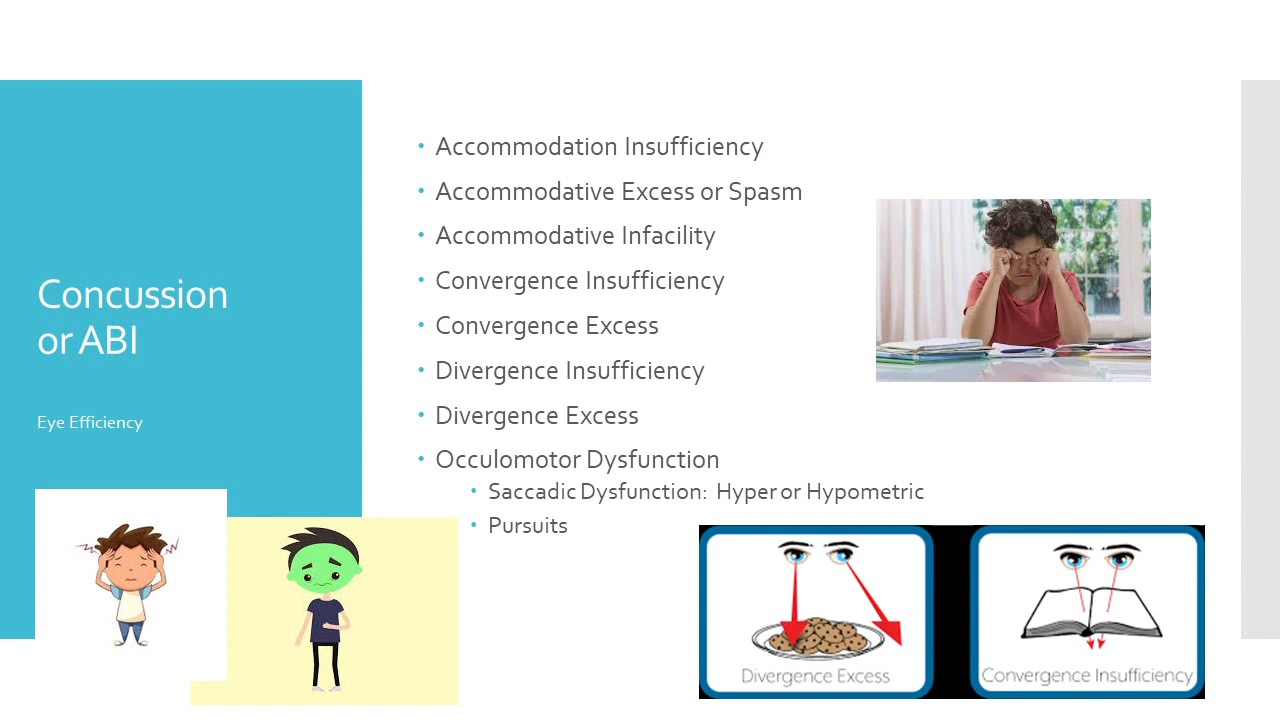 Concussion
or ABI
Eye Efficiency
• Accommodation Insufficiency
• Accommodative Excess or Spasm
• Accommodative Infacility
• Convergence Insufficiency
• Convergence Excess
• Divergence Insufficiency
• Divergence Excess
• Occulomotor Dysfunction
• Saccadic Dysfunction: Hyper or Hypometric
• Pursuits
Divergence Excess
Convergence Insufficiency